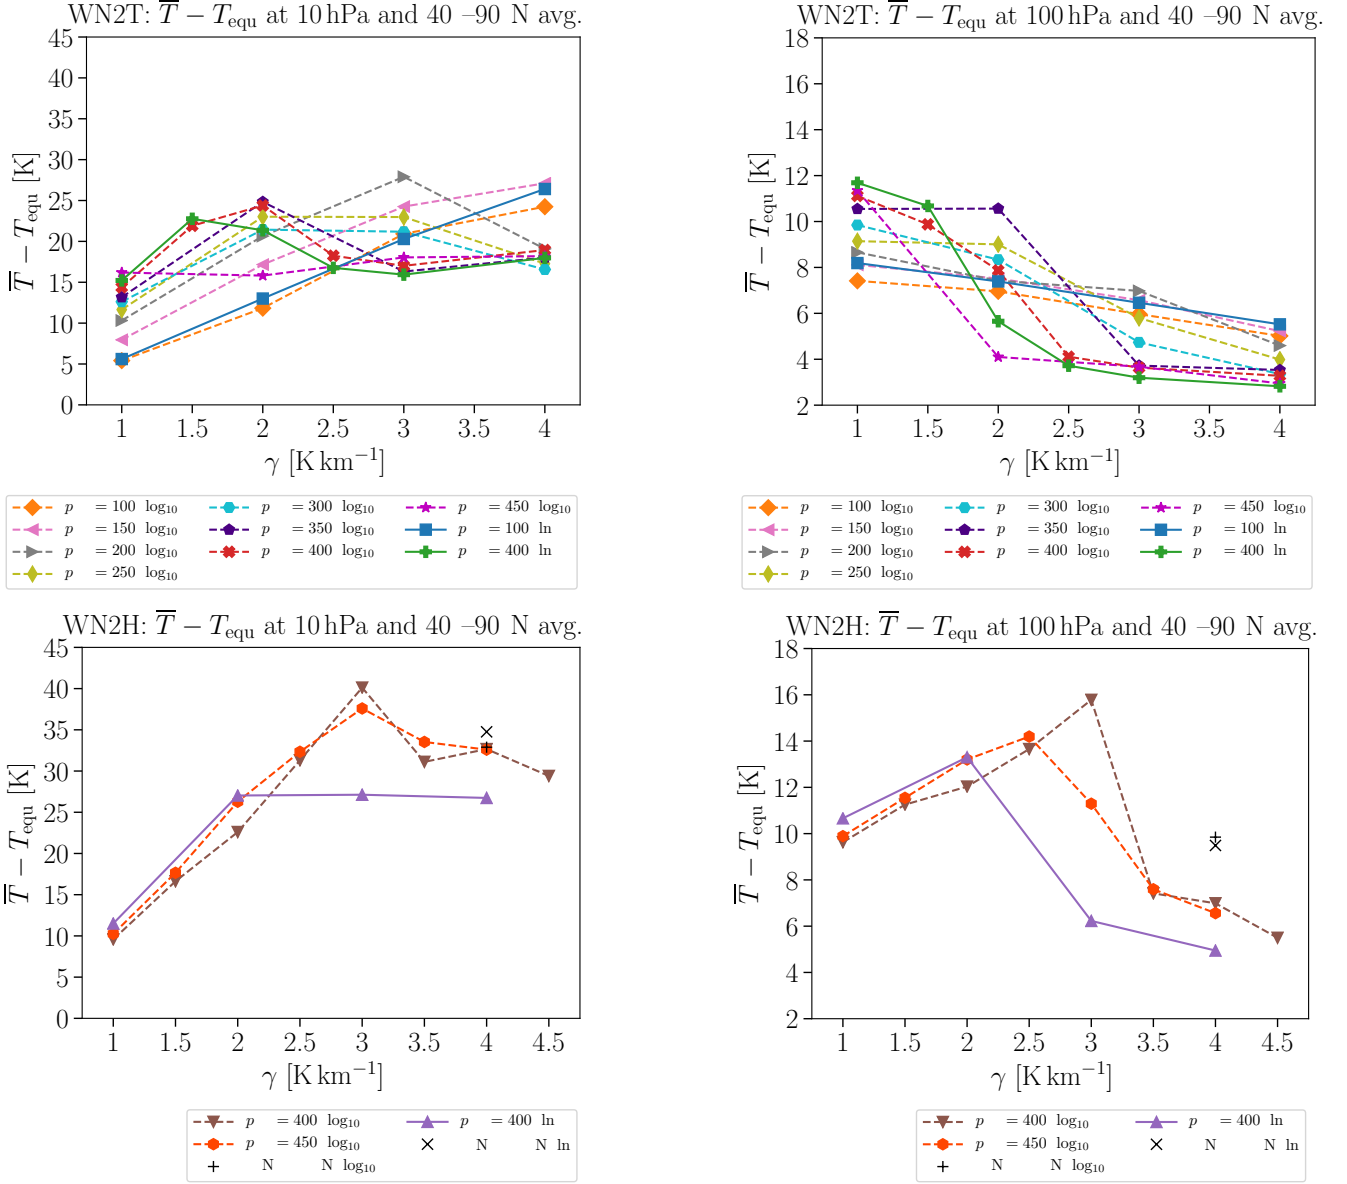 WN2T: T̅ − Tequ at 10 hPa and 40 –90 N avg.
45
40
35
30
25
20
15
10
5
0
T̅ − Tequ [K]
1 1.5 2 2.5 3 3.5 4
γ [K km−1]
p = 100 log10 p = 300 log10 p = 450 log10
p = 150 log10 p = 350 log10 p = 100 ln
p = 200 log10 p = 400 log10 p = 400 ln
p = 250 log10
WN2T: T̅ − Tequ at 100 hPa and 40 –90 N avg.
18
16
14
12
10
8
6
4
2
T̅ − Tequ [K]
1 1.5 2 2.5 3 3.5 4
γ [K km−1]
p = 100 log10 p = 300 log10 p = 450 log10
p = 150 log10 p = 350 log10 p = 100 ln
p = 200 log10 p = 400 log10 p = 400 ln
p = 250 log10
WN2H: T̅ − Tequ at 10 hPa and 40 –90 N avg.
45
40
35
30
25
20
15
10
5
0
T̅ − Tequ [K]
1 1.5 2 2.5 3 3.5 4 4.5
γ [K km−1]
p = 400 log10 p = 400 ln
p = 450 log10 N N ln
N N log10
WN2H: T̅ − Tequ at 100 hPa and 40 –90 N avg.
18
16
14
12
10
8
6
4
2
T̅ − Tequ [K]
1 1.5 2 2.5 3 3.5 4 4.5
γ [K km−1]
p = 400 log10 p = 400 ln
p = 450 log10 N N ln
N N log10